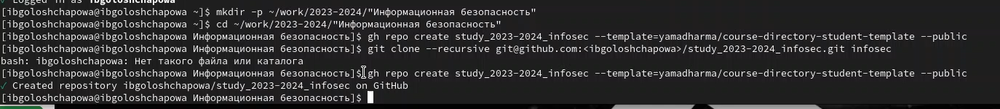 ✓ Logged in as ibgoloshchapowa
[ibgoloshchapowa@ibgoloshchapowa ~]$ mkdir -p ~/work/2023-2024/"Информационная безопасность"
[ibgoloshchapowa@ibgoloshchapowa ~]$ cd ~/work/2023-2024/"Информационная безопасность"
[ibgoloshchapowa@ibgoloshchapowa Информационная безопасность]$ gh repo create study_2023-2024_infosec --template=yamadharma/course-directory-student-template --public
[ibgoloshchapowa@ibgoloshchapowa Информационная безопасность]$ git clone --recursive git@github.com:<ibgoloshchapowa>/study_2023-2024_infosec.git infosec
bash: ibgoloshchapowa: Нет такого файла или каталога
[ibgoloshchapowa@ibgoloshchapowa Информационная безопасность]$ gh repo create study_2023-2024_infosec --template=yamadharma/course-directory-student-template --public
✓ Created repository ibgoloshchapowa/study_2023-2024_infosec on GitHub
[ibgoloshchapowa@ibgoloshchapowa Информационная безопасность]$